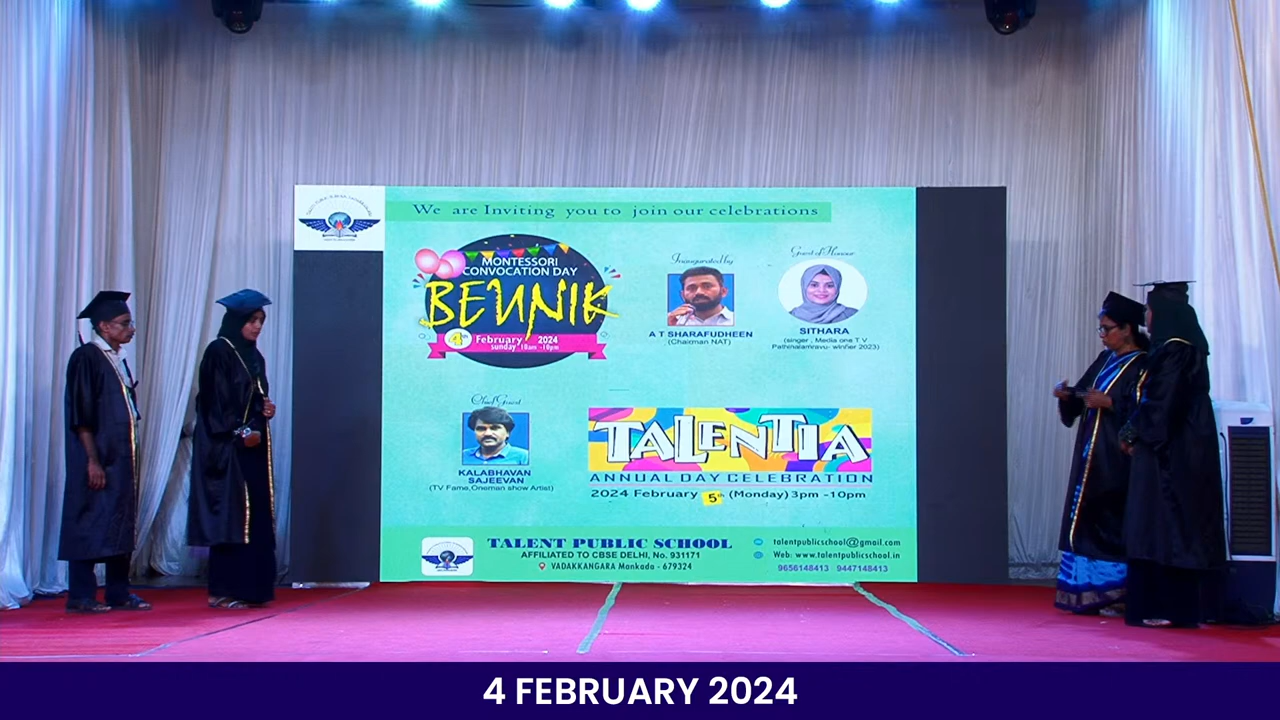 We are Inviting you to join our celebrations
MONTESSORI
CONVOCATION DAY
BEUNIK
4th February 2024
sunday 10am -10pm
Inaugurated by
A T SHARAFUDHEEN
(Chairman NAT)
Guest of Honour
SITHARA
(singer , Media one T V
Pathinalamravu- winner 2023)
Chief Guest
KALABHAVAN
SAJEEVAN
(TV Fame,Oneman show Artist)
TALENTIA
ANNUAL DAY CELEBRATION
2024 February 5th (Monday) 3pm -10pm
TALENT PUBLIC SCHOOL
AFFILIATED TO CBSE DELHI, No. 931171
VADAKKANGARA Mankada - 679324
talentpublicschool@gmail.com
Web: www.talentpublicschool.in
9656148413 9447148413
4 FEBRUARY 2024